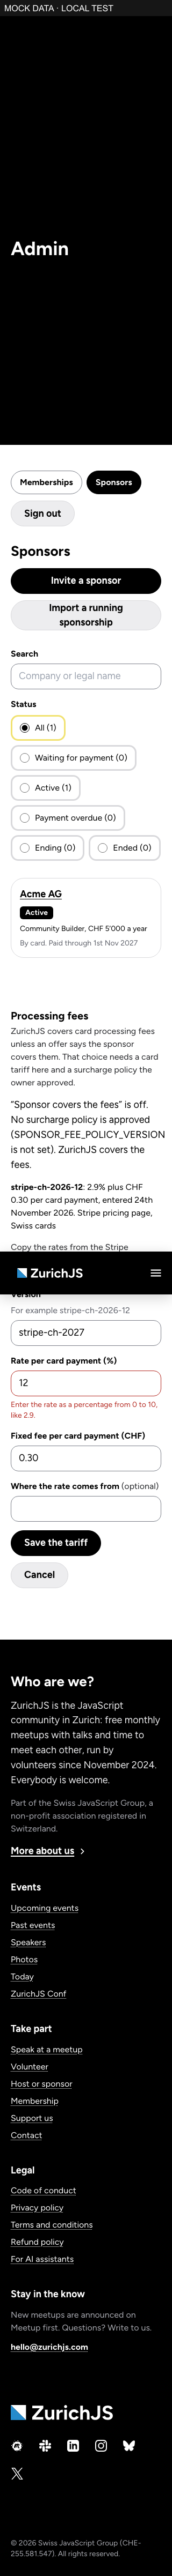 MOCK DATA · LOCAL TEST
Admin
Memberships
Sponsors
Sign out
Sponsors
Invite a sponsor
Import a running
sponsorship
Search
Company or legal name
Status
All (1)
Waiting for payment (0)
Active (1)
Payment overdue (0)
Ending (0)
Ended (0)
Acme AG
Active
Community Builder, CHF 5'000 a year
By card. Paid through 1st Nov 2027
Processing fees
ZurichJS covers card processing fees
unless an offer says the sponsor
covers them. That choice needs a card
tariff here and a surcharge policy the
owner approved.
"Sponsor covers the fees" is off.
No surcharge policy is approved
(SPONSOR_FEE_POLICY_VERSION
is not set). ZurichJS covers the
fees.
stripe-ch-2026-12: 2.9% plus CHF
0.30 per card payment, entered 24th
November 2026. Stripe pricing page,
Swiss cards
Copy the rates from the Stripe
ZurichJS
Version
For example stripe-ch-2026-12
stripe-ch-2027
Rate per card payment (%)
12
Enter the rate as a percentage from 0 to 10,
like 2.9.
Fixed fee per card payment (CHF)
0.30
Where the rate comes from (optional)
Save the tariff
Cancel
Who are we?
ZurichJS is the JavaScript
community in Zurich: free monthly
meetups with talks and time to
meet each other, run by
volunteers since November 2024.
Everybody is welcome.
Part of the Swiss JavaScript Group, a
non-profit association registered in
Switzerland.
More about us
Events
Upcoming events
Past events
Speakers
Photos
Today
ZurichJS Conf
Take part
Speak at a meetup
Volunteer
Host or sponsor
Membership
Support us
Contact
Legal
Code of conduct
Privacy policy
Terms and conditions
Refund policy
For AI assistants
Stay in the know
New meetups are announced on
Meetup first. Questions? Write to us.
hello@zurichjs.com
ZurichJS
© 2026 Swiss JavaScript Group (CHE-
255.581.547). All rights reserved.